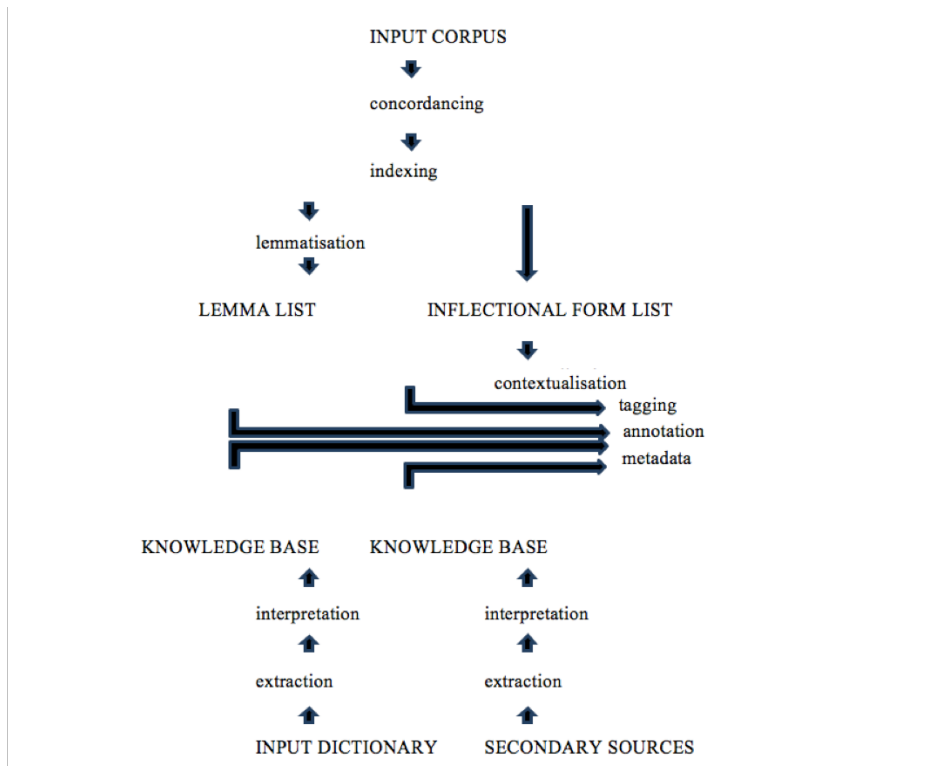 INPUT CORPUS
concordancing
indexing
lemmatisation
LEMMA LIST INFLECTIONAL FORM LIST
contextualisation
tagging
annotation
metadata
KNOWLEDGE BASE KNOWLEDGE BASE
interpretation interpretation
extraction extraction
INPUT DICTIONARY SECONDARY SOURCES